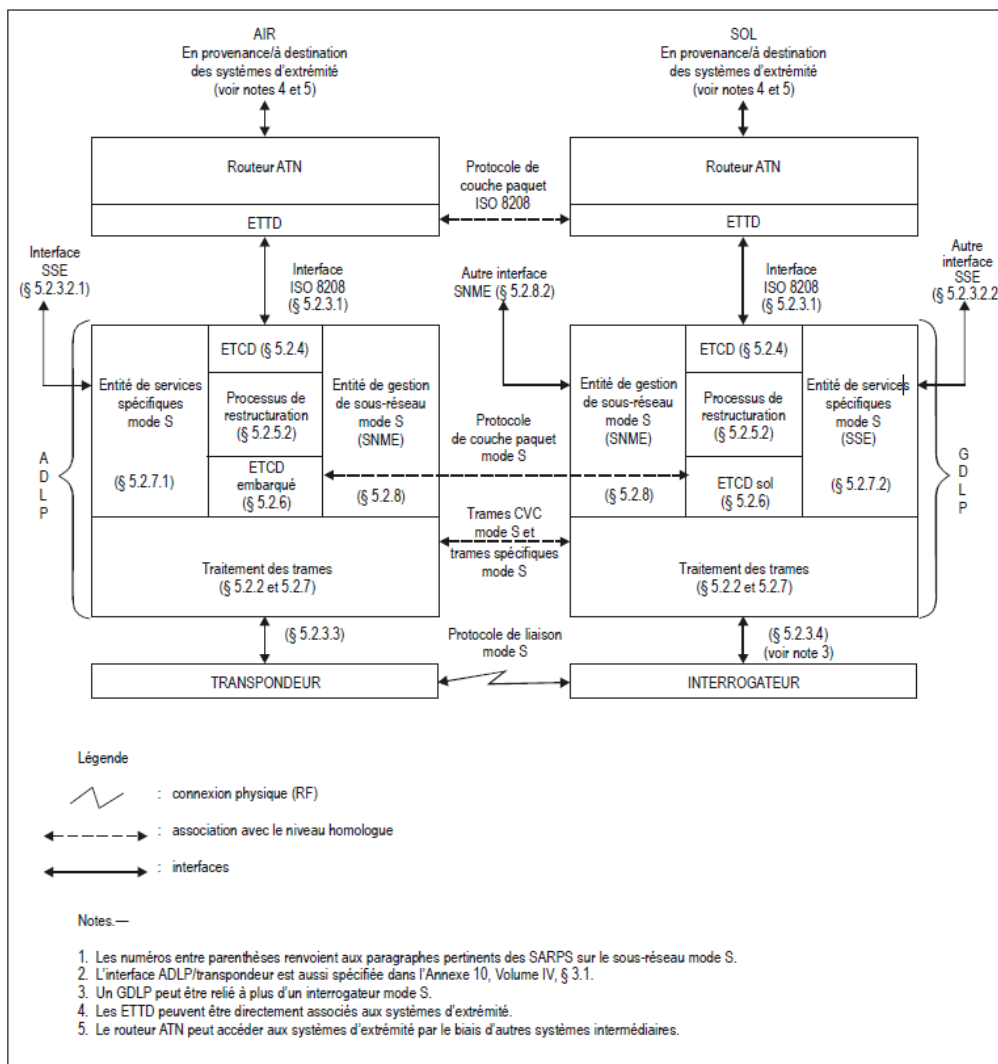 AIR
En provenance/à destination
des systèmes d'extrémité
(voir notes 4 et 5)
SOL
En provenance/à destination
des systèmes d'extrémité
(voir notes 4 et 5)
Routeur ATN
ETTD
Protocole de
couche paquet
ISO 8208
Routeur ATN
ETTD
Interface
SSE
(§ 5.2.3.2.1)
Interface
ISO 8208
(§ 5.2.3.1)
Autre interface
SNME (§ 5.2.8.2)
Interface
ISO 8208
(§ 5.2.3.1)
Autre
interface
SSE
(§ 5.2.3.2.2
A
D
L
P
Entité de services
spécifiques
mode S
(§ 5.2.7.1)
ETCD (§ 5.2.4)
Processus de
restructuration
(§ 5.2.5.2)
ETCD
embarqué
(§ 5.2.6)
Entité de gestion
de sous-réseau
mode S
(SNME)
(§ 5.2.8)
Protocole
de couche paquet
mode S
Entité de gestion
de sous-réseau
mode S
(SNME)
(§ 5.2.8)
ETCD (§ 5.2.4)
Processus de
restructuration
(§ 5.2.5.2)
ETCD sol
(§ 5.2.6)
Entité de services
spécifiques
mode S
(SSE)
(§ 5.2.7.2)
G
D
L
P
Trames CVC
mode S et
trames spécifiques
mode S
Traitement des trames
(§ 5.2.2 et 5.2.7)
Traitement des trames
(§ 5.2.2 et 5.2.7)
(§ 5.2.3.3)
Protocole de liaison
mode S
(§ 5.2.3.4)
(voir note 3)
TRANSPONDEUR
INTERROGATEUR
Légende
: connexion physique (RF)
: association avec le niveau homologue
: interfaces
Notes.—
1. Les numéros entre parenthèses renvoient aux paragraphes pertinents des SARPS sur le sous-réseau mode S.
2. L'interface ADLP/transpondeur est aussi spécifiée dans l'Annexe 10, Volume IV, § 3.1.
3. Un GDLP peut être relié à plus d'un interrogateur mode S.
4. Les ETTD peuvent être directement associés aux systèmes d'extrémité.
5. Le routeur ATN peut accéder aux systèmes d'extrémité par le biais d'autres systèmes intermédiaires.